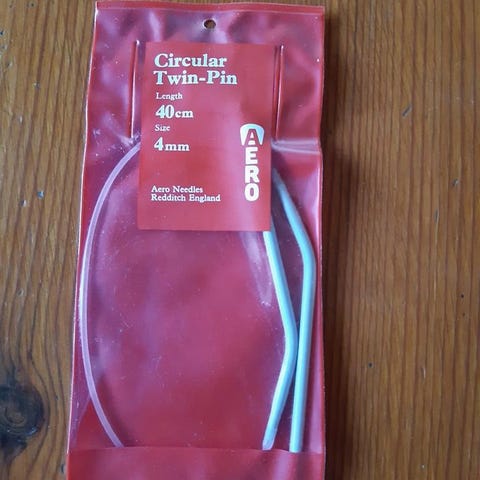 Circular
Twin-Pin
Length
40cm
Size
4mm
AERO
Aero Needles
Redditch England